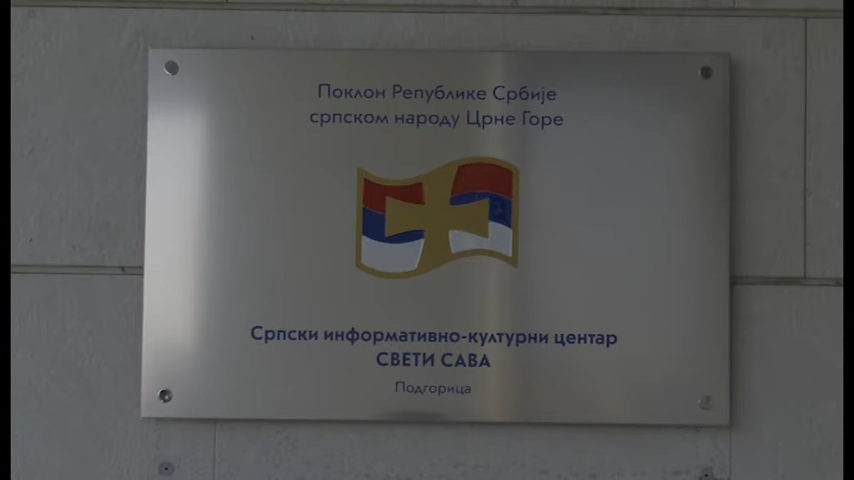 Поклон Републике Србије
српском народу Црне Горе
Српски информативно-културни центар
СВЕТИ САВА
Подгорица